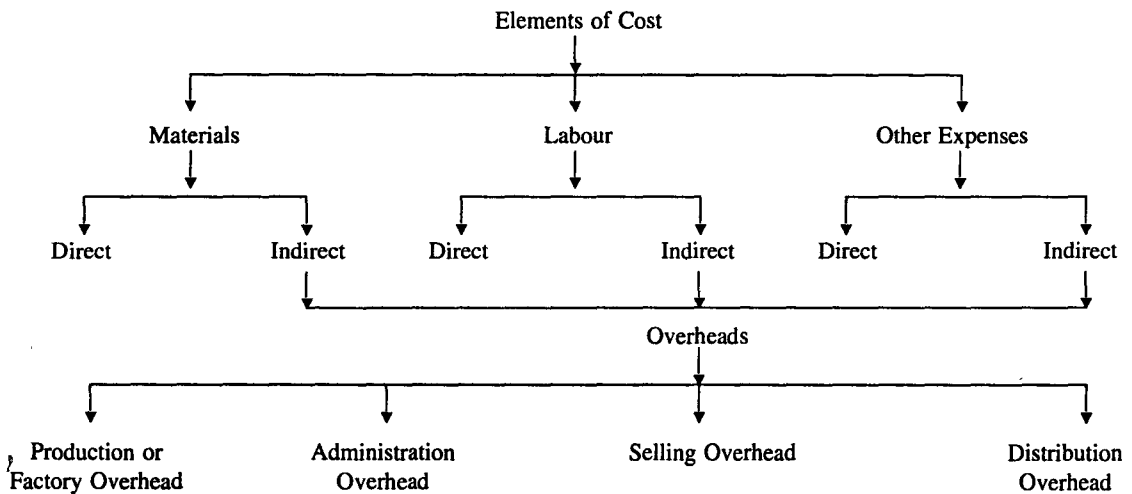 Elements of Cost
Materials Labour Other Expenses
Direct Indirect Direct Indirect Direct Indirect
Overheads
Production or Administration Selling Overhead Distribution
Factory Overhead Overhead Overhead